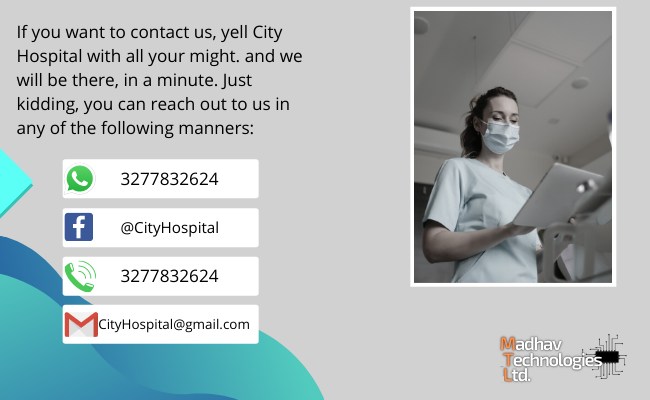 If you want to contact us, yell City
Hospital with all your might. and we
will be there, in a minute. Just
kidding, you can reach out to us in
any of the following manners:
3277832624
@CityHospital
3277832624
CityHospital@gmail.com
Madhav
Technologies
Ltd.